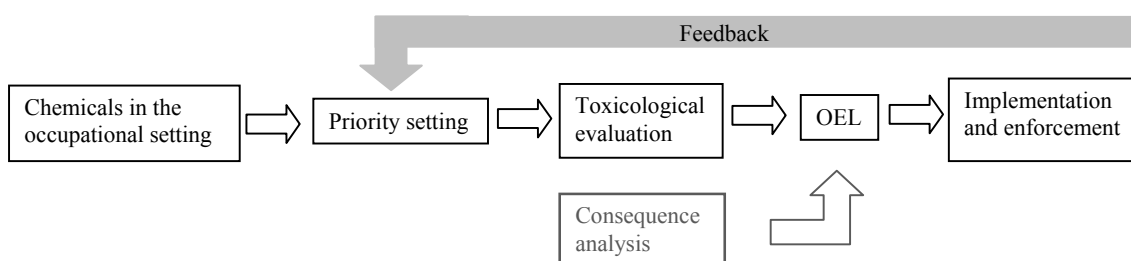 Feedback
Chemicals in the
occupational setting
Priority setting
Toxicological
evaluation
OEL
Implementation
and enforcement
Consequence
analysis